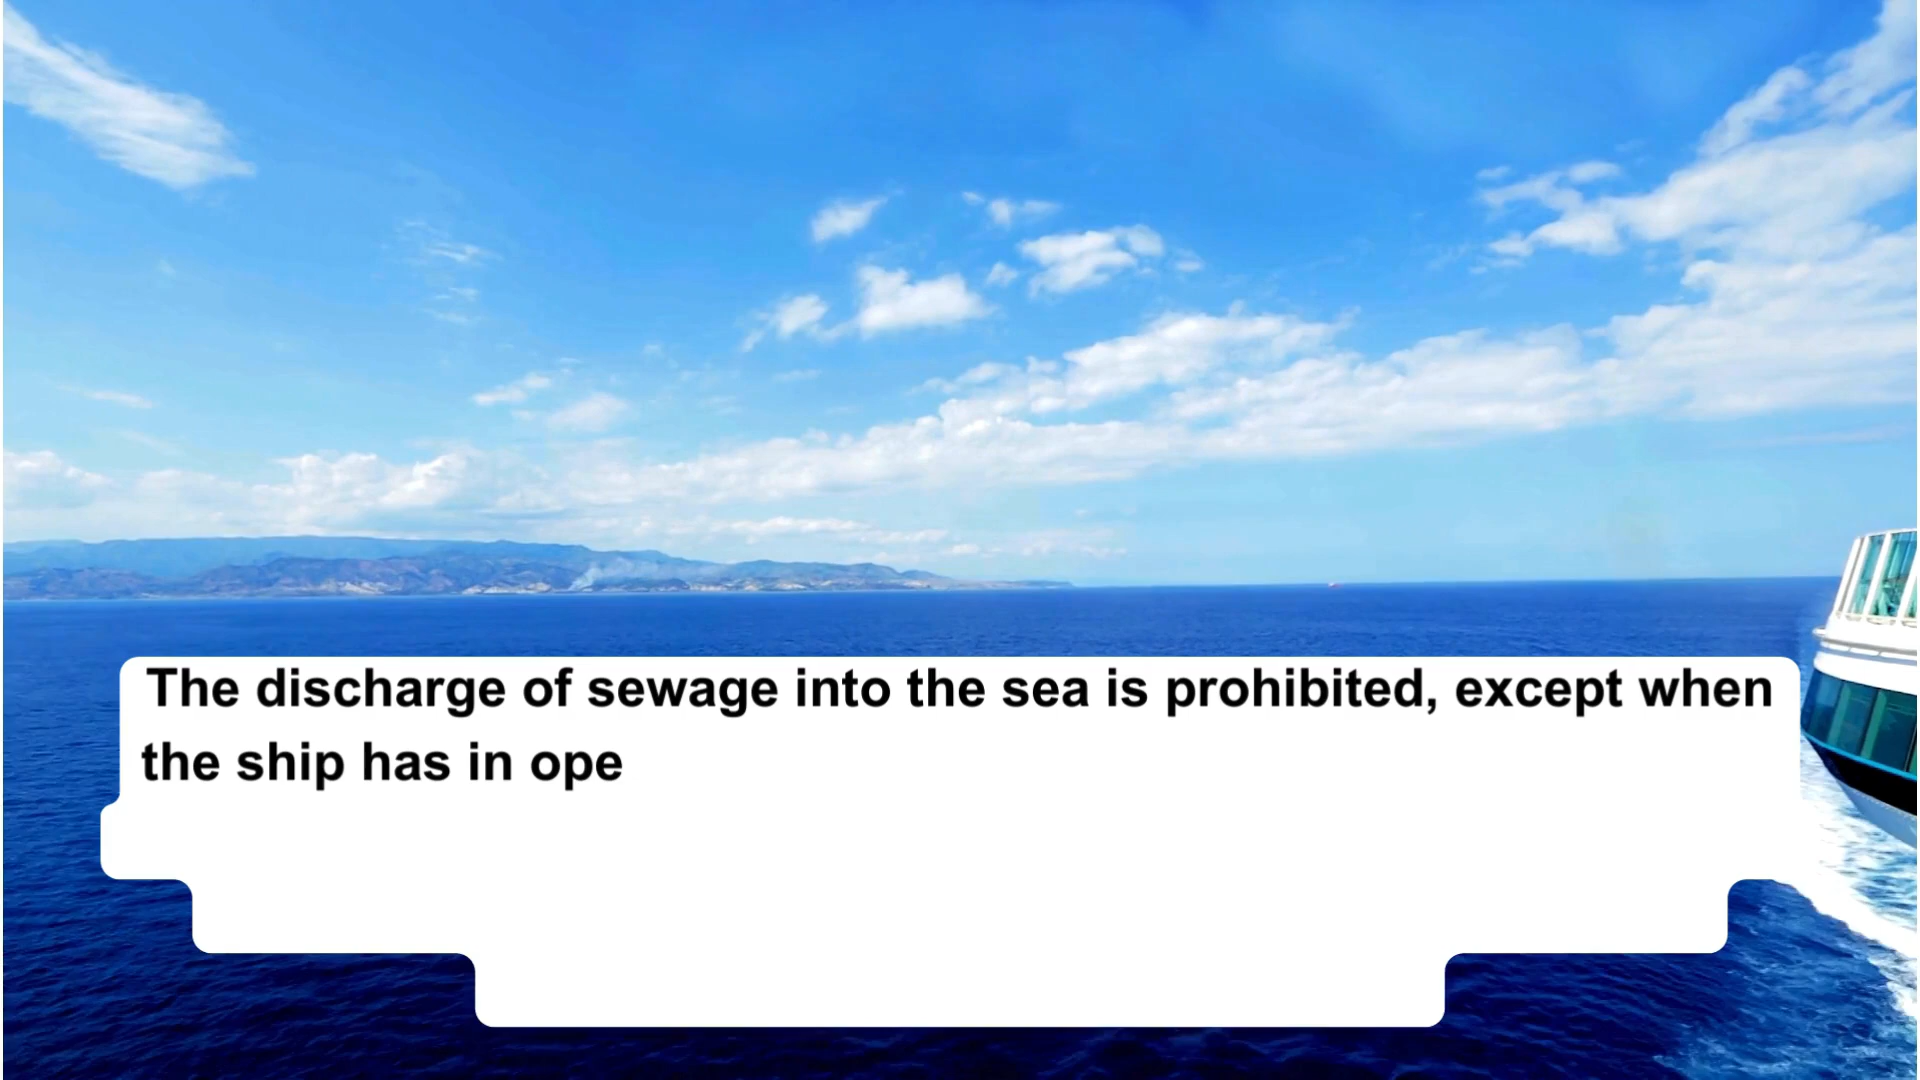 The discharge of sewage into the sea is prohibited, except when
the ship has in ope